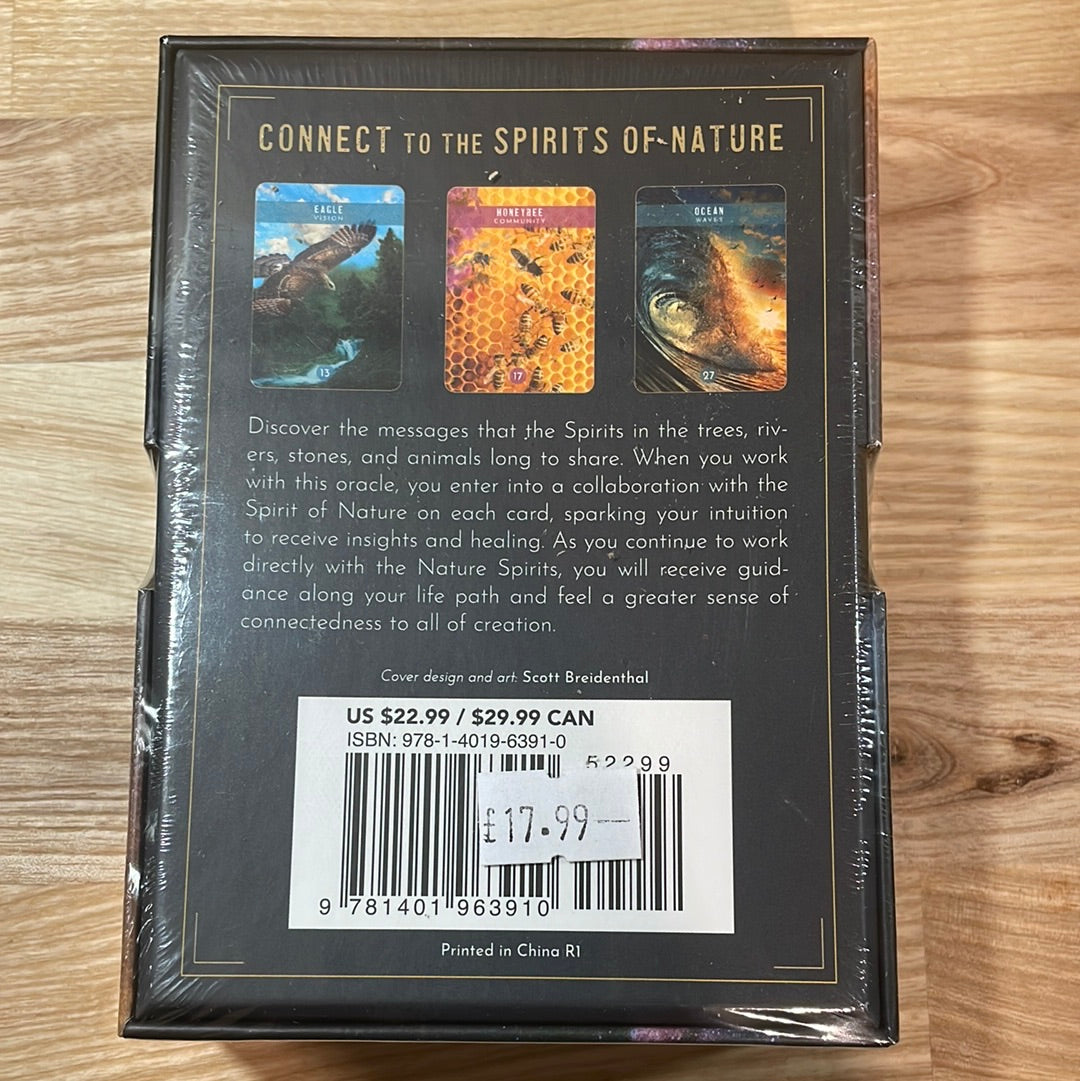 CONNECT TO THE SPIRITS OF NATURE
EAGLE
VISION
13
HONEYBEE
COMMUNITY
17
OCEAN
WAVES
27
Discover the messages that the Spirits in the trees, riv-
ers, stones, and animals long to share. When you work
with this oracle, you enter into a collaboration with the
Spirit of Nature on each card, sparking your intuition
to receive insights and healing. As you continue to work
directly with the Nature Spirits, you will receive guid-
ance along your life path and feel a greater sense of
connectedness to all of creation.
Cover design and art: Scott Breidenthal
US $22.99 / $29.99 CAN
ISBN: 978-1-4019-6391-0
52299
£17.99
9 781401 963910
Printed in China R1